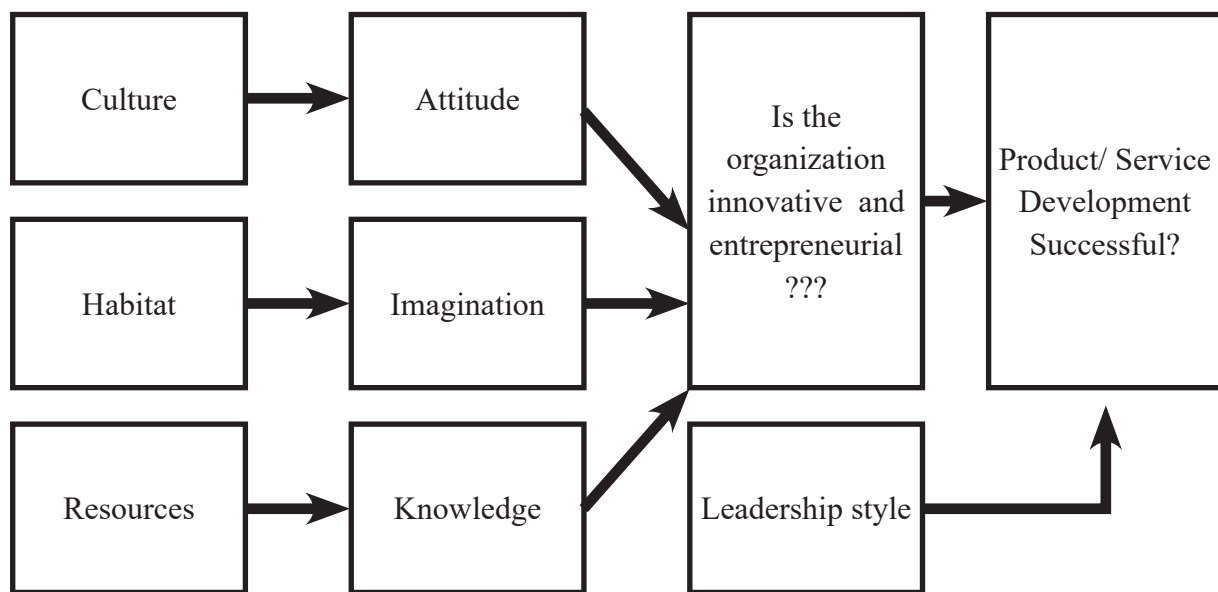 Culture
Attitude
Is the
organization
innovative and
entrepreneurial
???
Product/ Service
Development
Successful?
Habitat
Imagination
Resources
Knowledge
Leadership style